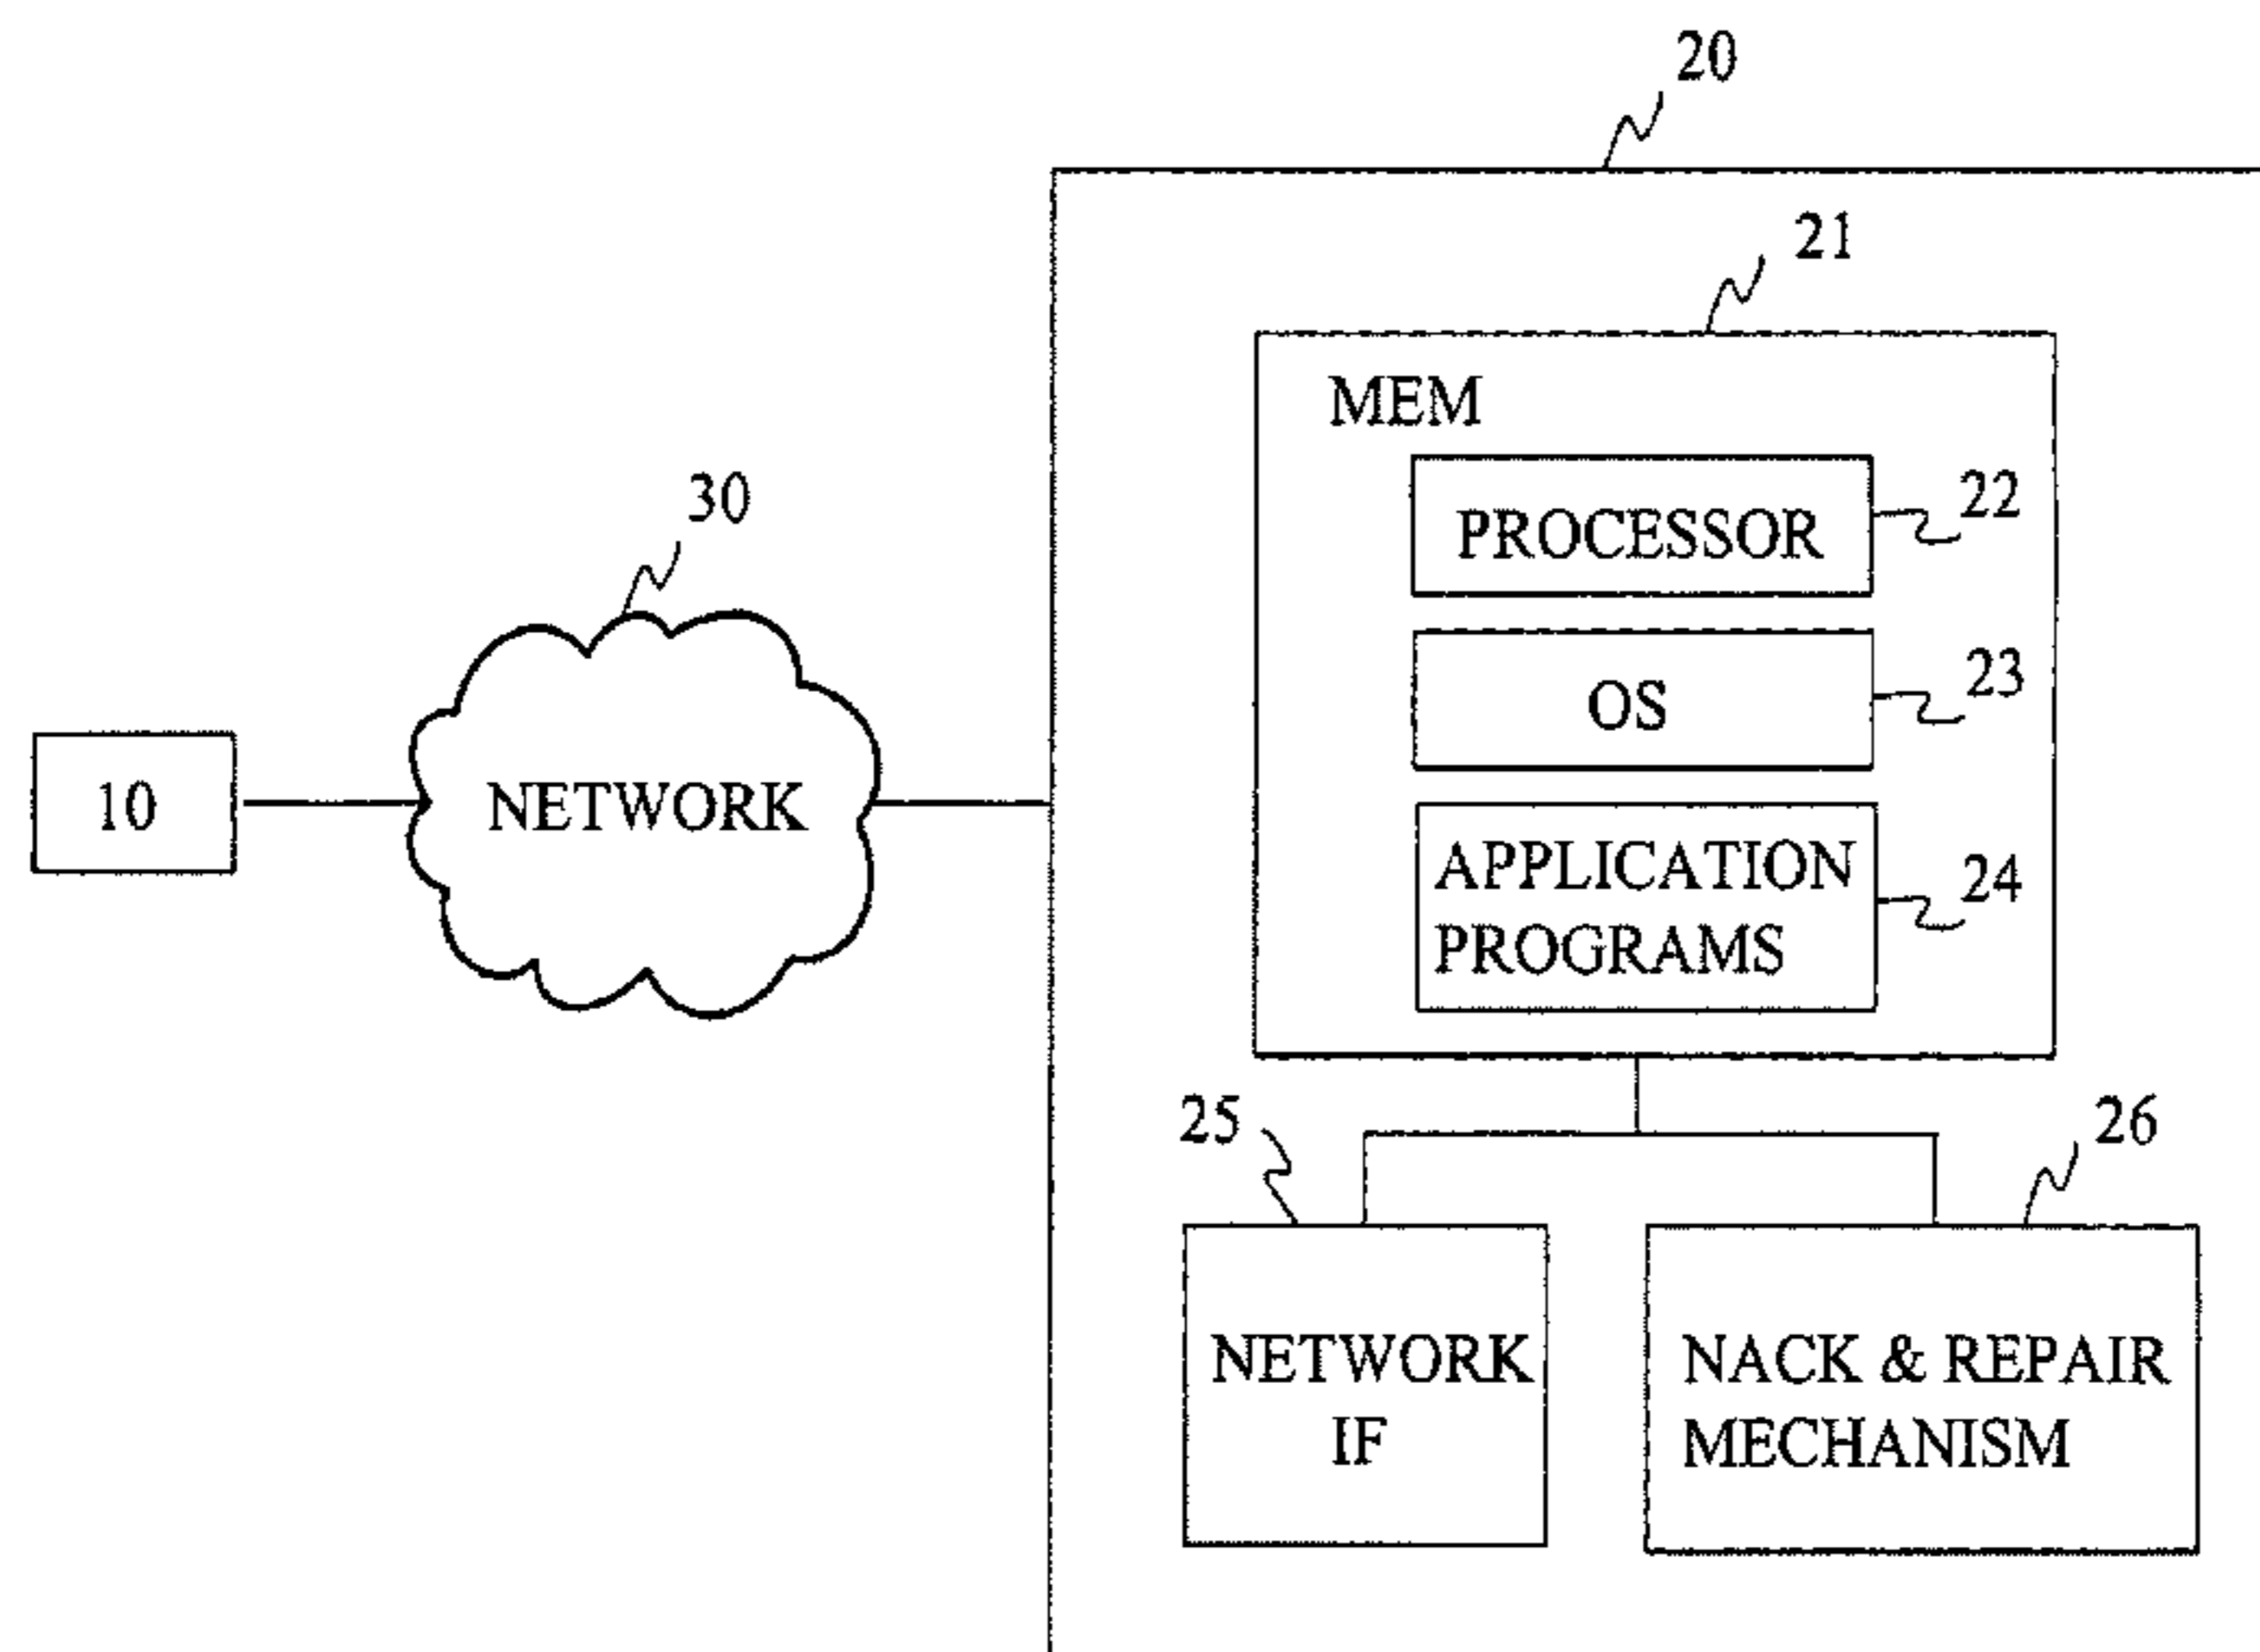 20
21
MEM
PROCESSOR
22
OS
23
APPLICATION
PROGRAMS
24
30
NETWORK
10
25
NETWORK
IF
26
NACK & REPAIR
MECHANISM